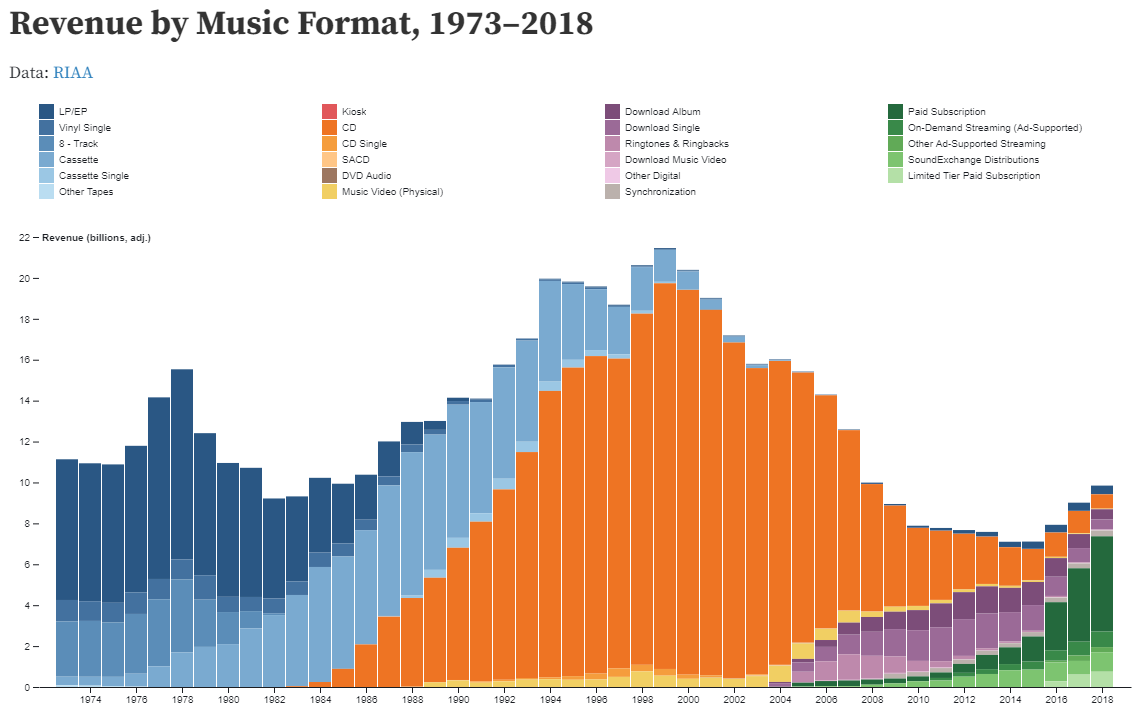 Revenue by Music Format, 1973–2018
Data: RIAA
LP/EP
Vinyl Single
8 - Track
Cassette
Cassette Single
Other Tapes
Kiosk
CD
CD Single
SACD
DVD Audio
Music Video (Physical)
Download Album
Download Single
Ringtones & Ringbacks
Download Music Video
Other Digital
Synchronization
Paid Subscription
On-Demand Streaming (Ad-Supported)
Other Ad-Supported Streaming
SoundExchange Distributions
Limited Tier Paid Subscription
22 Revenue (billions, adj.)
20
18
16
14
12
10
8
6
4
2
0
1974 1976 1978 1980 1982 1984 1986 1988 1990 1992 1994 1996 1998 2000 2002 2004 2006 2008 2010 2012 2014 2016 2018